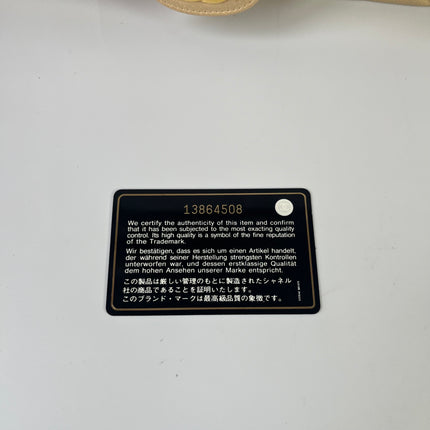 13864508
We certify the authenticity of this item and confirm
that it has been subjected to the most exacting quality
control. Its high quality is a symbol of the fine reputation
of the Trademark.
Wir bestätigen, dass es sich um einen Artikel handelt,
der während seiner Herstellung strengsten Kontrollen
unterworfen war, und dessen erstklassige Qualität
dem hohen Ansehen unserer Marke entspricht.
この製品は厳しい管理のもとに製造されたシャネル
社の商品であることを証明いたします。
このブランド・マークは最高級品質の象徴です。